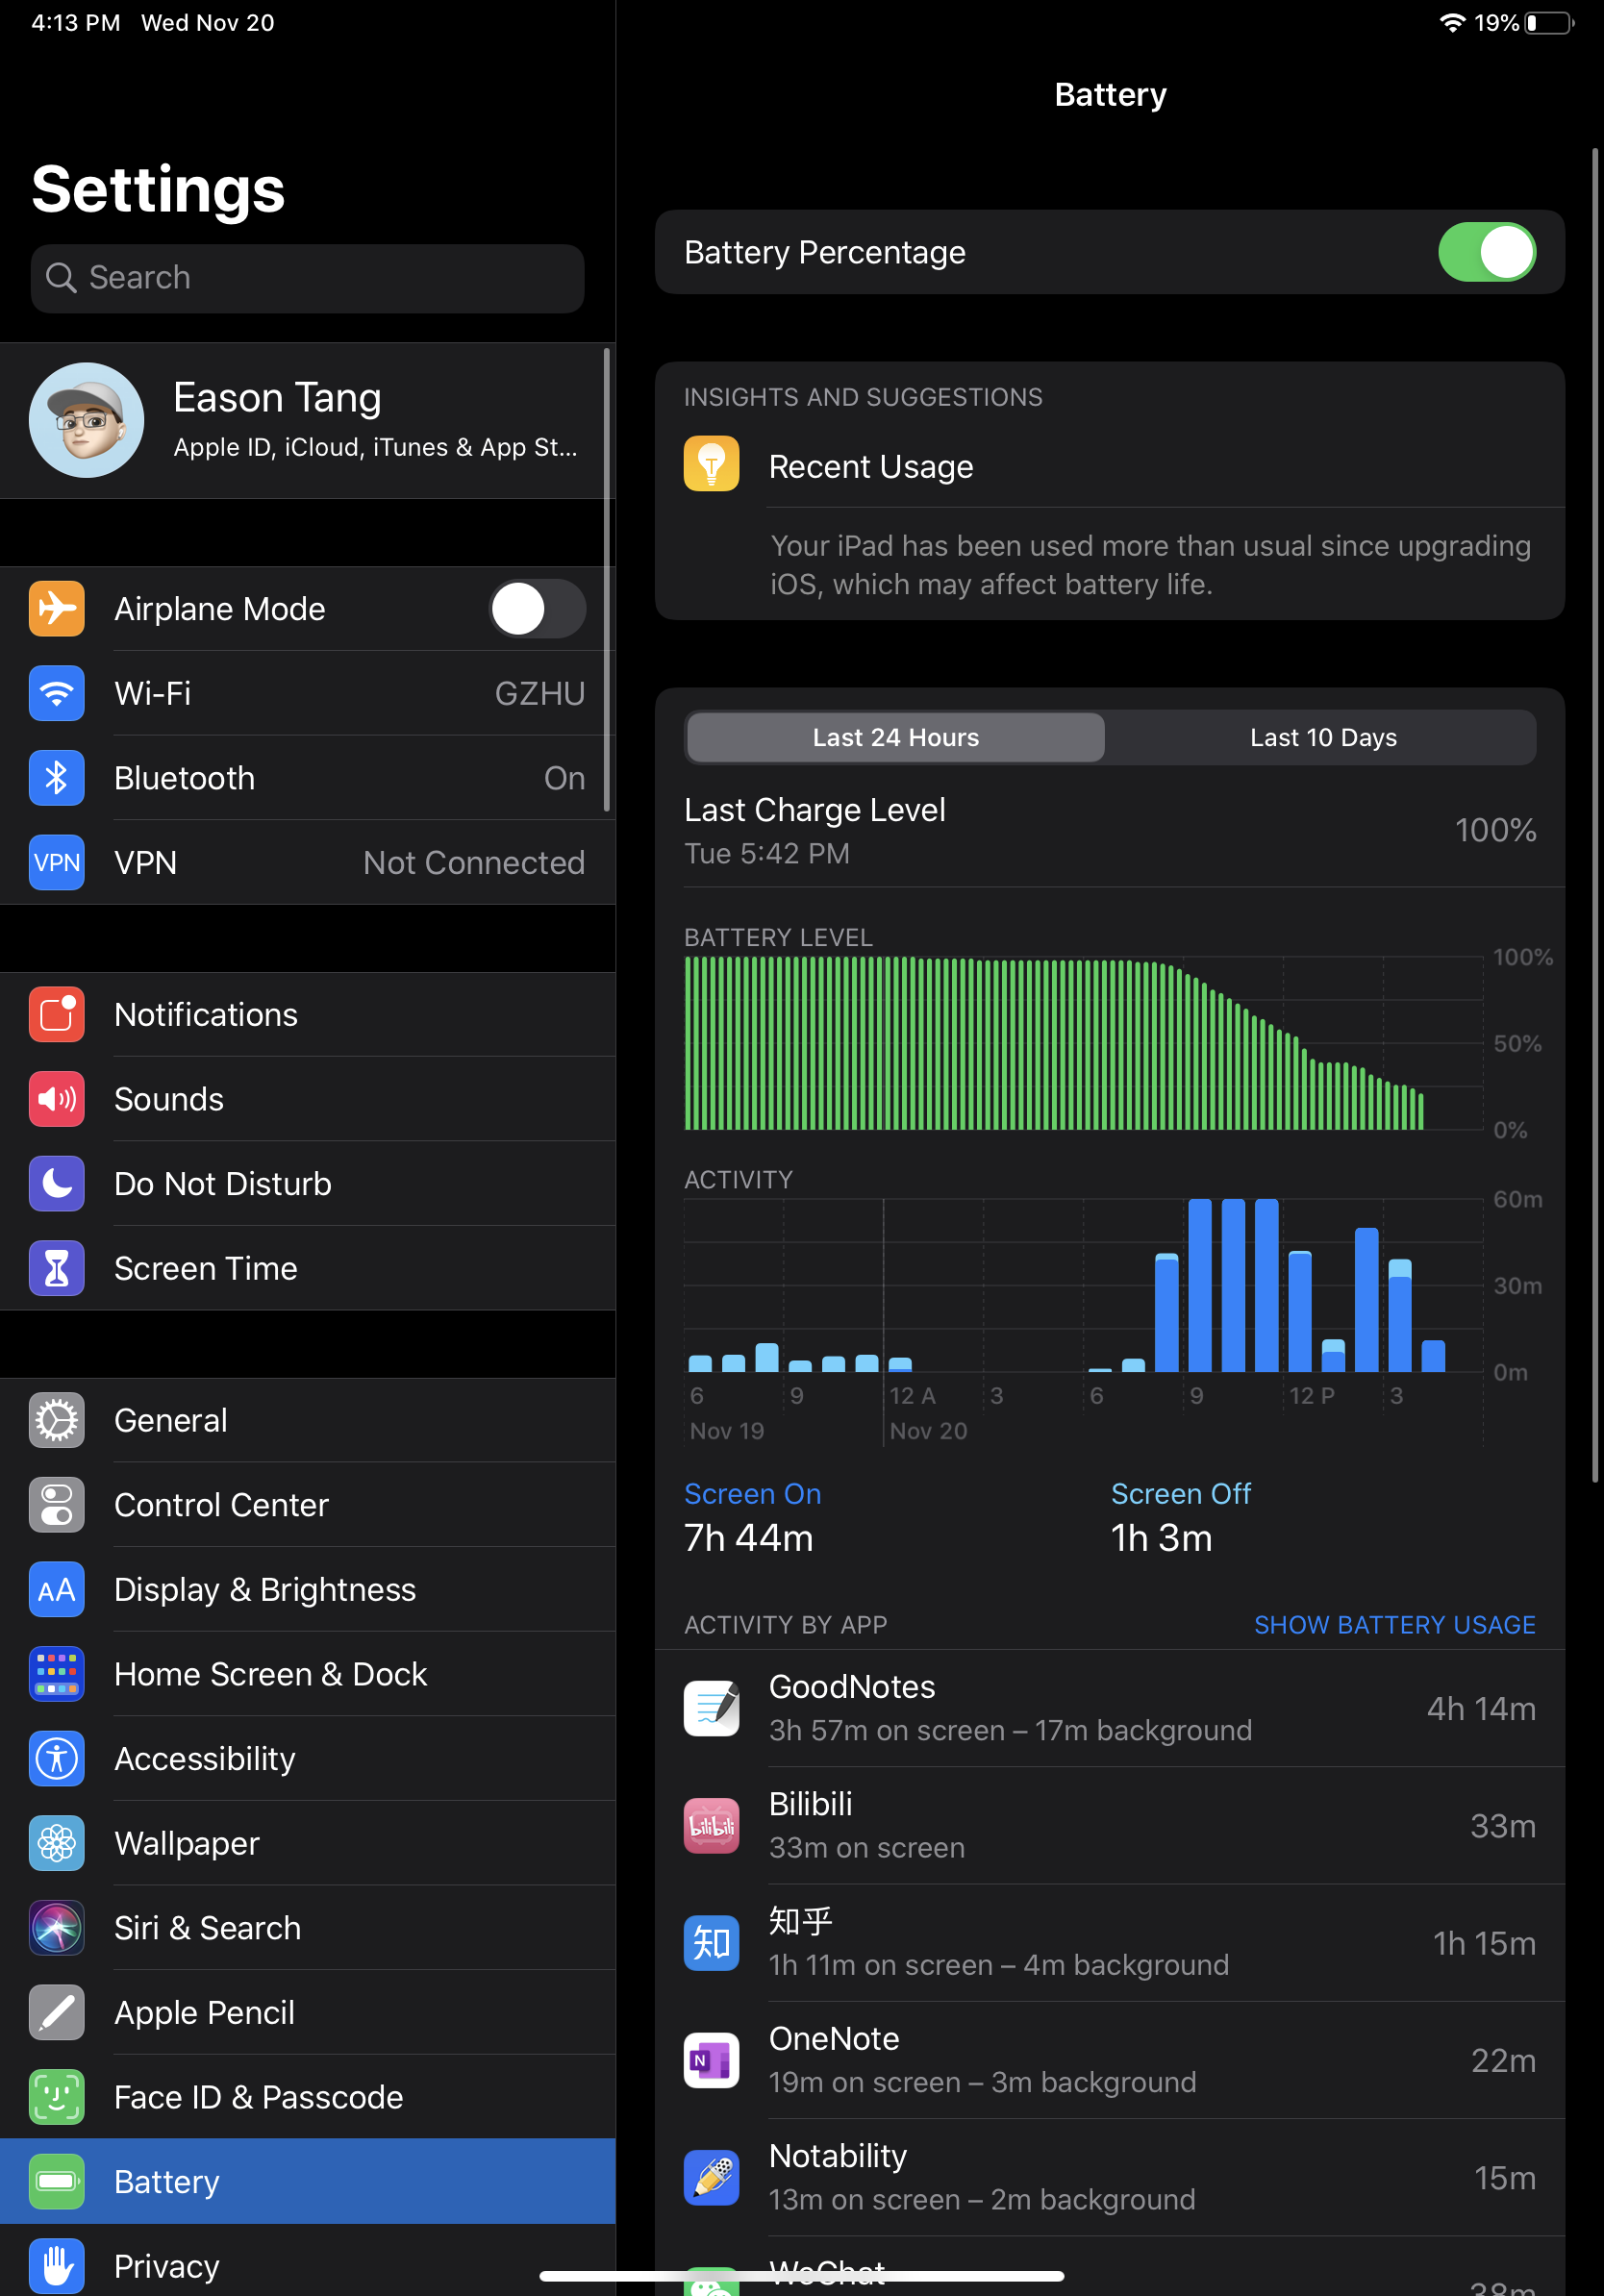 4:13 PM Wed Nov 20
19%
Settings
Search
Eason Tang
Apple ID, iCloud, iTunes & App St...
Airplane Mode
Wi-Fi GZHU
Bluetooth On
VPN VPN Not Connected
Notifications
Sounds
Do Not Disturb
Screen Time
General
Control Center
AA Display & Brightness
Home Screen & Dock
Accessibility
Wallpaper
Siri & Search
Apple Pencil
Face ID & Passcode
Battery
Privacy
Battery
Battery Percentage
INSIGHTS AND SUGGESTIONS
Recent Usage
Your iPad has been used more than usual since upgrading
iOS, which may affect battery life.
Last 24 Hours Last 10 Days
Last Charge Level
Tue 5:42 PM
100%
BATTERY LEVEL
100%
50%
0%
ACTIVITY
60m
30m
0m
6 9 12 A 3 6 9 12 P 3
Nov 19 Nov 20
Screen On Screen Off
7h 44m 1h 3m
ACTIVITY BY APP SHOW BATTERY USAGE
GoodNotes
3h 57m on screen – 17m background
4h 14m
bilibili
Bilibili
33m on screen
33m
知
知乎
1h 11m on screen – 4m background
1h 15m
N
OneNote
19m on screen – 3m background
22m
Notability
13m on screen – 2m background
15m
WeChat
38m